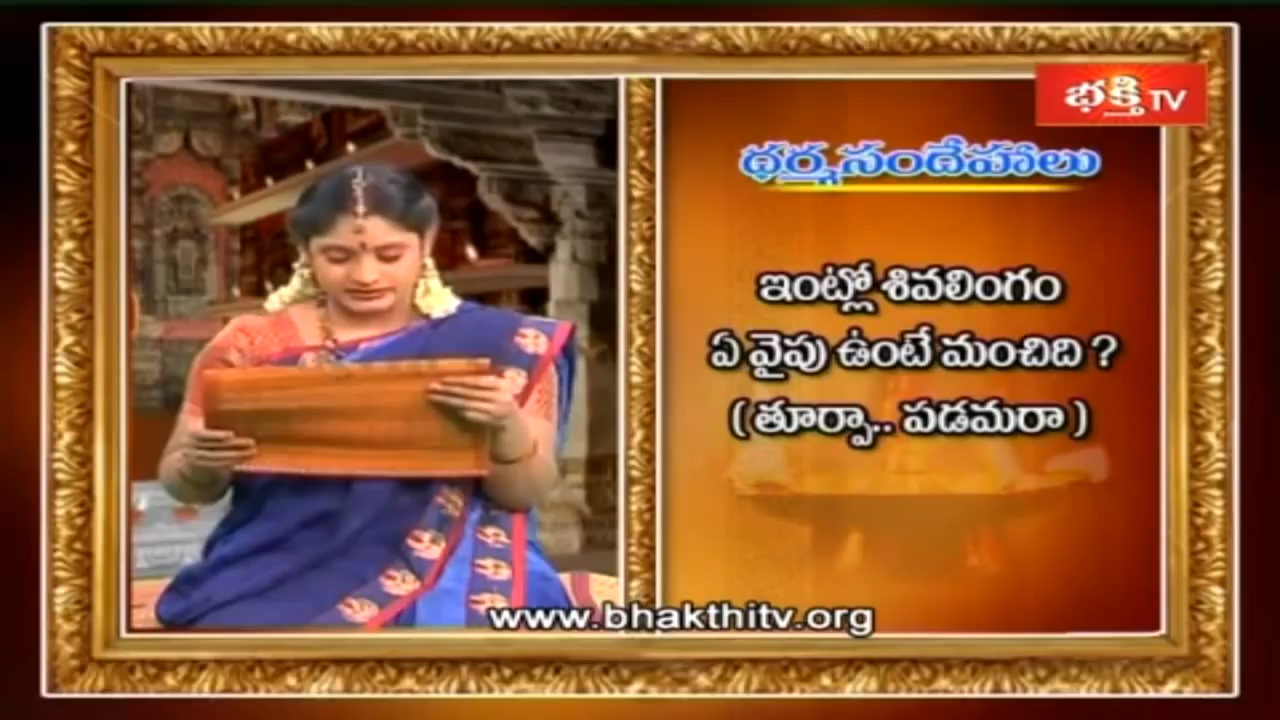 భక్తి TV
ధర్మసందేహాలు
ఇంట్లో శివలింగం
ఏ వైపు ఉంటే మంచిది ?
( తూర్పా.. పడమరా )
www.bhakthitv.org